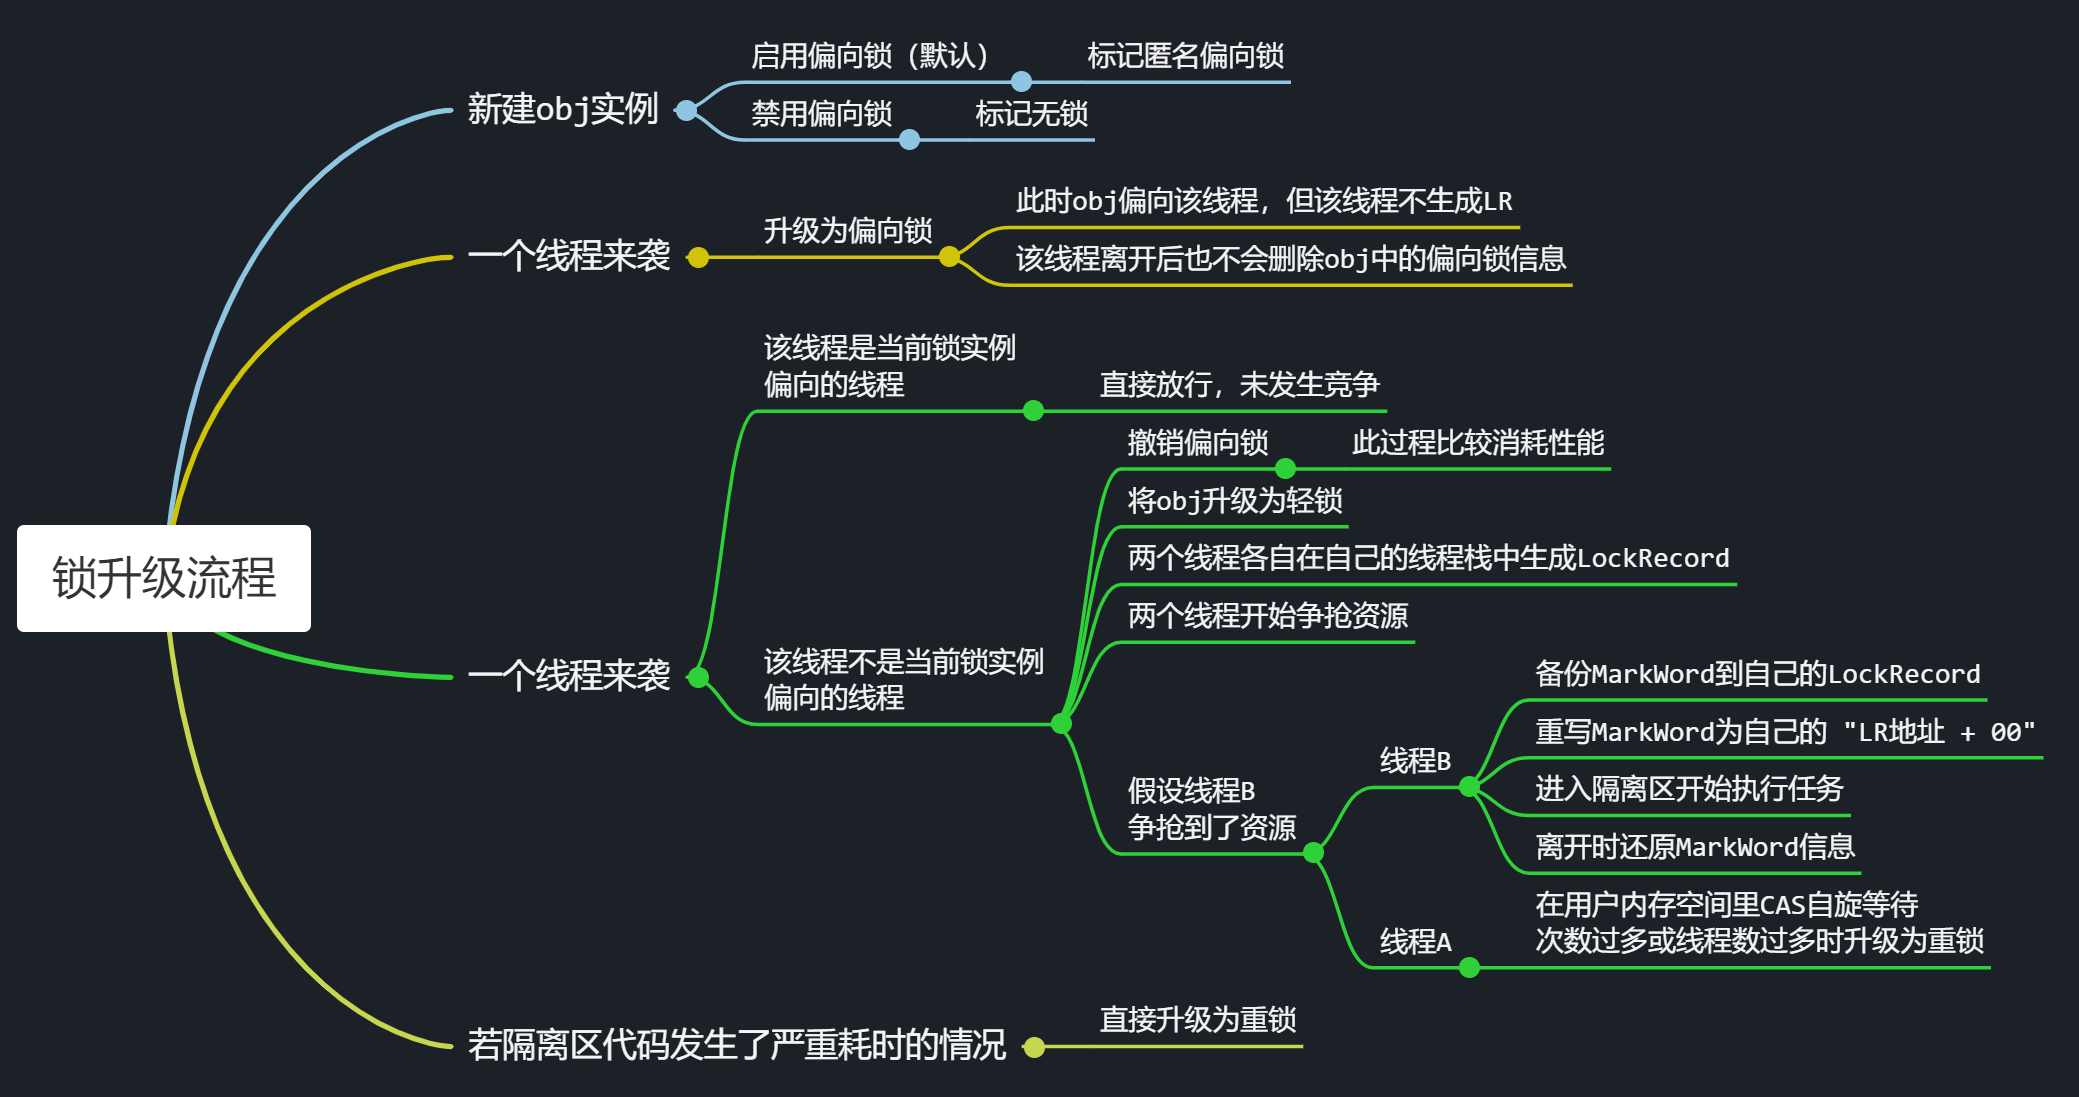 锁升级流程
新建obj实例
启用偏向锁（默认）
标记匿名偏向锁
禁用偏向锁
标记无锁
一个线程来袭
升级为偏向锁
此时obj偏向该线程，但该线程不生成LR
该线程离开后也不会删除obj中的偏向锁信息
一个线程来袭
该线程是当前锁实例
偏向的线程
直接放行，未发生竞争
该线程不是当前锁实例
偏向的线程
撤销偏向锁
此过程比较消耗性能
将obj升级为轻锁
两个线程各自在自己的线程栈中生成LockRecord
两个线程开始争抢资源
假设线程B
争抢到了资源
线程B
备份MarkWord到自己的LockRecord
重写MarkWord为自己的 "LR地址 + 00"
进入隔离区开始执行任务
离开时还原MarkWord信息
线程A
在用户内存空间里CAS自旋等待
次数过多或线程数过多时升级为重锁
若隔离区代码发生了严重耗时的情况
直接升级为重锁